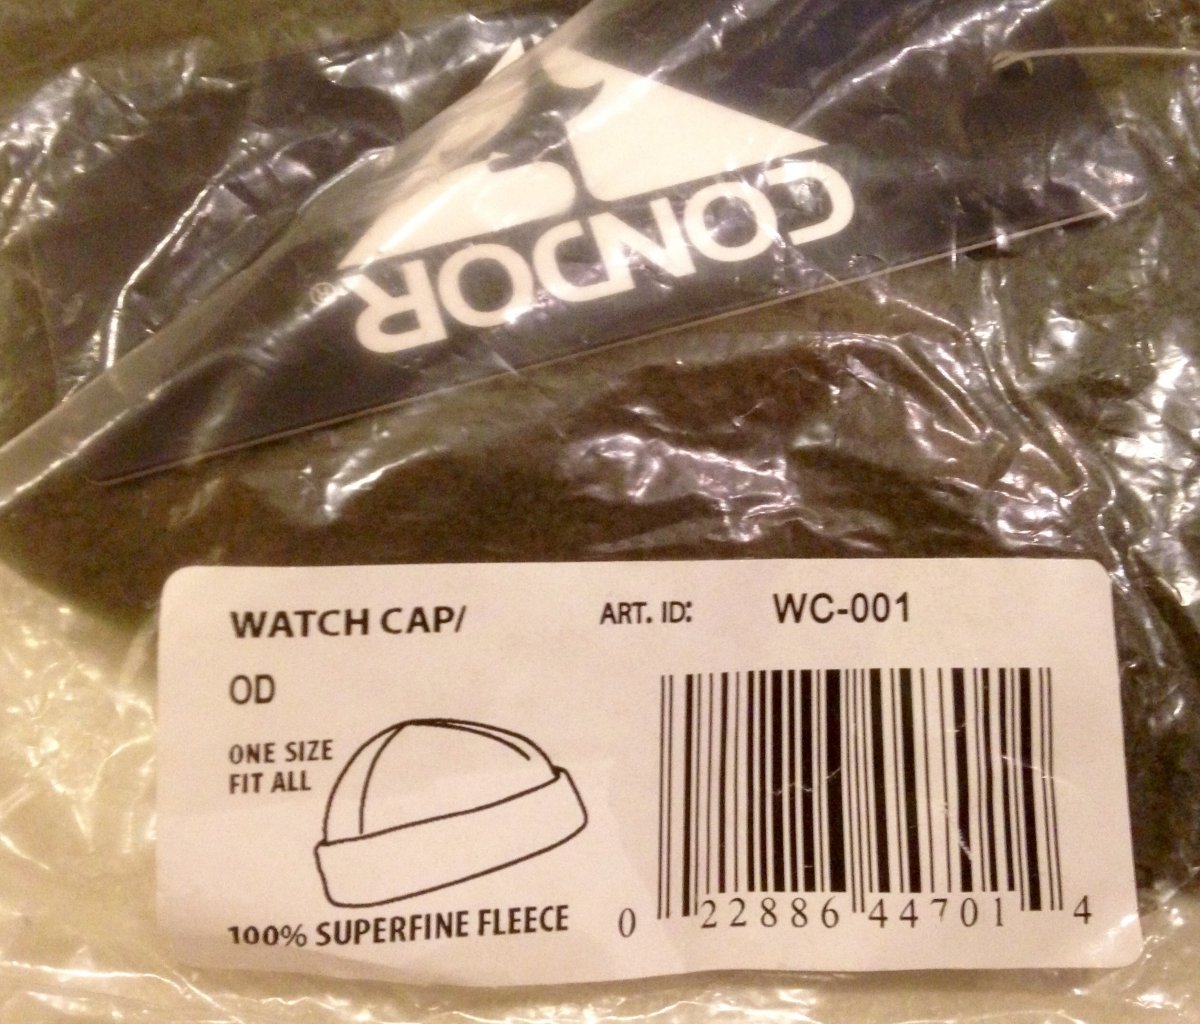 CONDOR®
WATCH CAP/
ART. ID: WC-001
OD
ONE SIZE
FIT ALL
100% SUPERFINE FLEECE
0 22886 44701 4